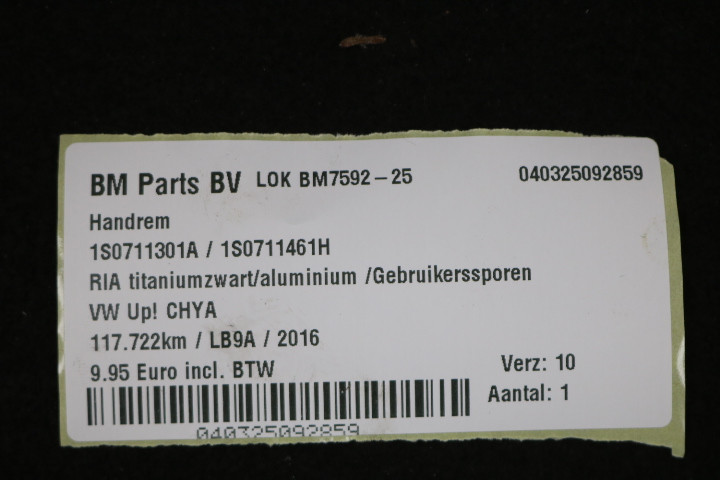 BM Parts BV LOK BM7592-25 040325092859
Handrem
1S0711301A / 1S0711461H
RIA titaniumzwart/aluminium /Gebruikerssporen
VW Up! CHYA
117.722km / LB9A / 2016
9.95 Euro incl. BTW Verz: 10
Aantal: 1
040325092859